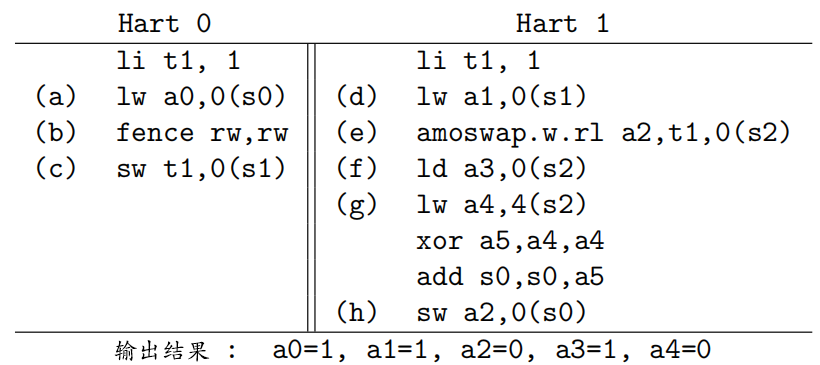 Hart 0 Hart 1
li t1, 1 li t1, 1
(a) lw a0,0(s0) (d) lw a1,0(s1)
(b) fence rw,rw (e) amoswap.w.rl a2,t1,0(s2)
(c) sw t1,0(s1) (f) ld a3,0(s2)
(g) lw a4,4(s2)
xor a5,a4,a4
add s0,s0,a5
(h) sw a2,0(s0)
输出结果 : a0=1, a1=1, a2=0, a3=1, a4=0